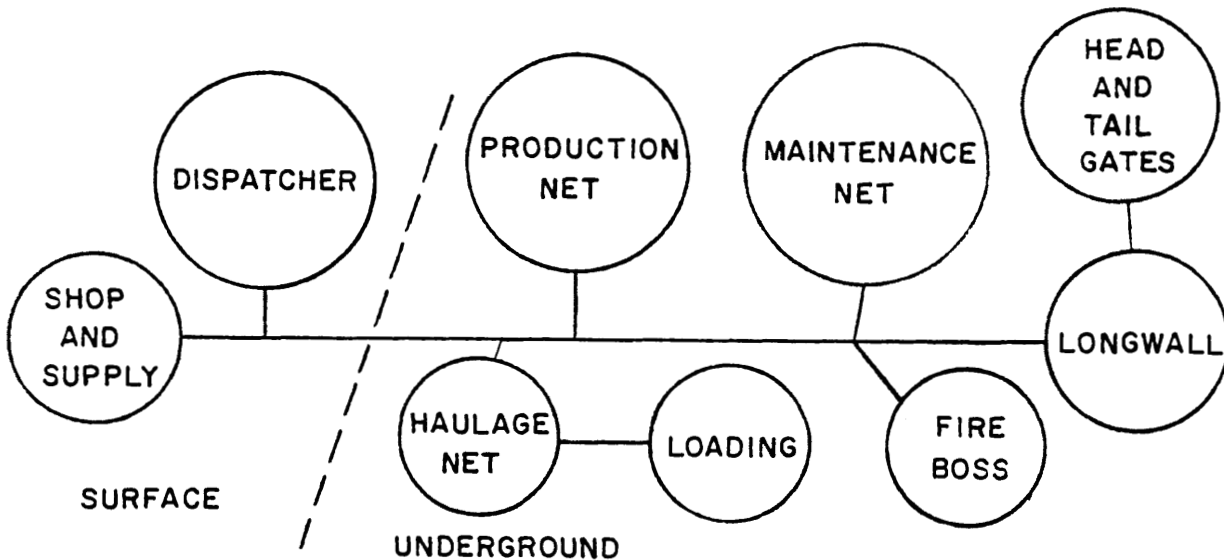 HEAD
AND
TAIL
GATES
DISPATCHER
PRODUCTION
NET
MAINTENANCE
NET
SHOP
AND
SUPPLY
LONGWALL
HAULAGE
NET
LOADING
FIRE
BOSS
SURFACE
UNDERGROUND